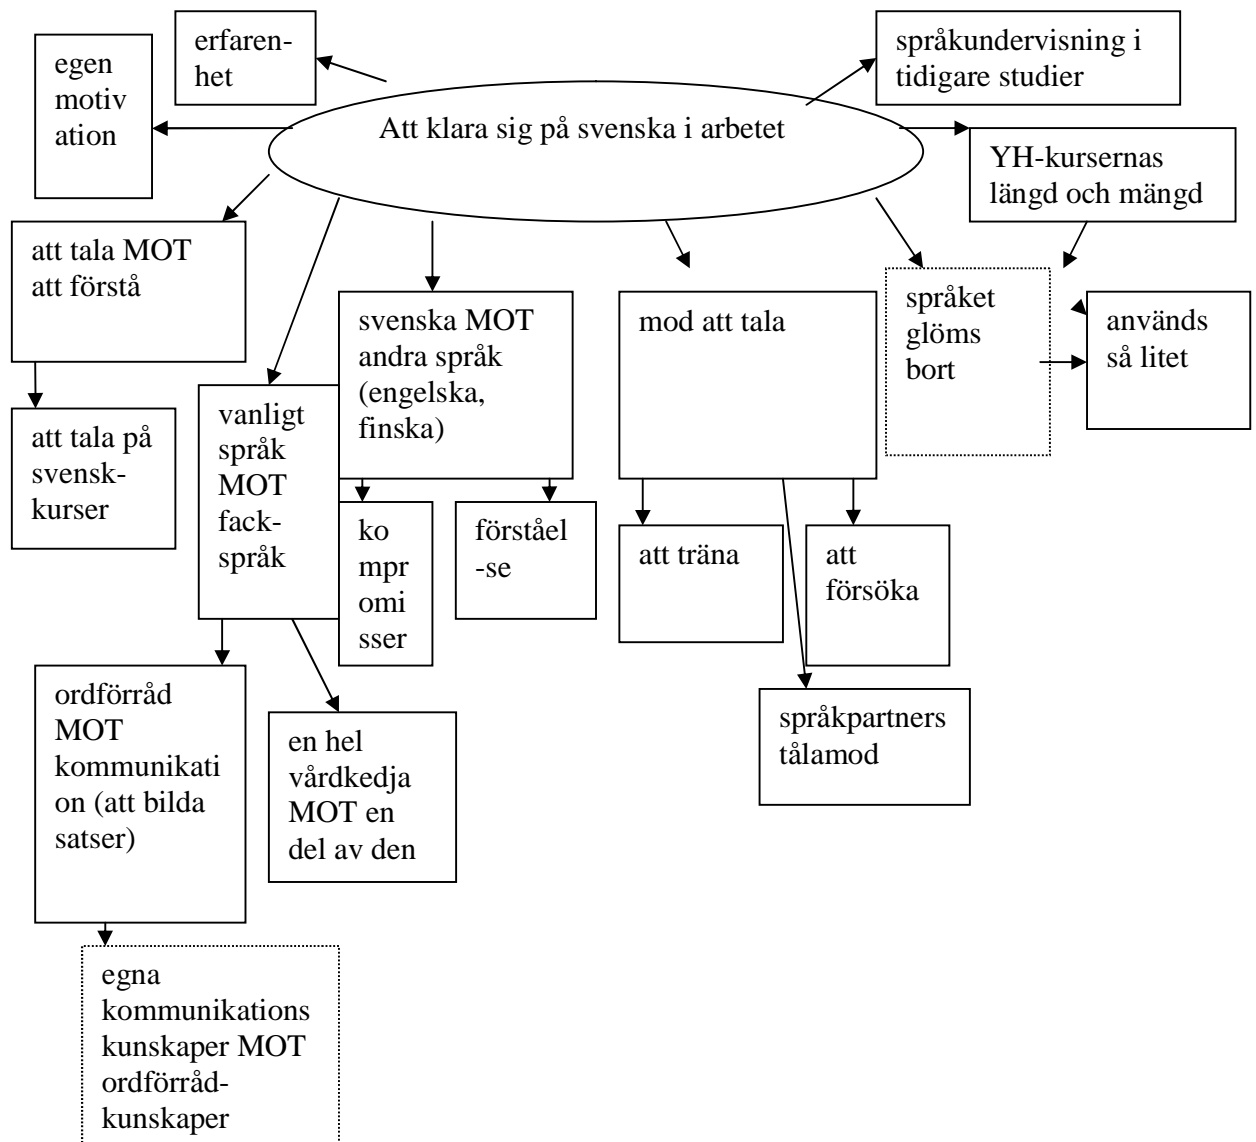 erfaren-
het
språkundervisning i
tidigare studier
egen
motiv
ation
Att klara sig på svenska i arbetet
YH-kursernas
längd och mängd
att tala MOT
att förstå
språket
glöms
bort
används
så litet
svenska MOT
andra språk
(engelska,
finska)
mod att tala
vanligt
språk
MOT
fack-
språk
att tala på
svensk-
kurser
ko
mpr
omi
sser
förståel
-se
att träna
att
försöka
ordförråd
MOT
kommunikati
on (att bilda
satser)
en hel
vårdkedja
MOT en
del av den
språkpartners
tålamod
egna
kommunikations
kunskaper MOT
ordförråd-
kunskaper